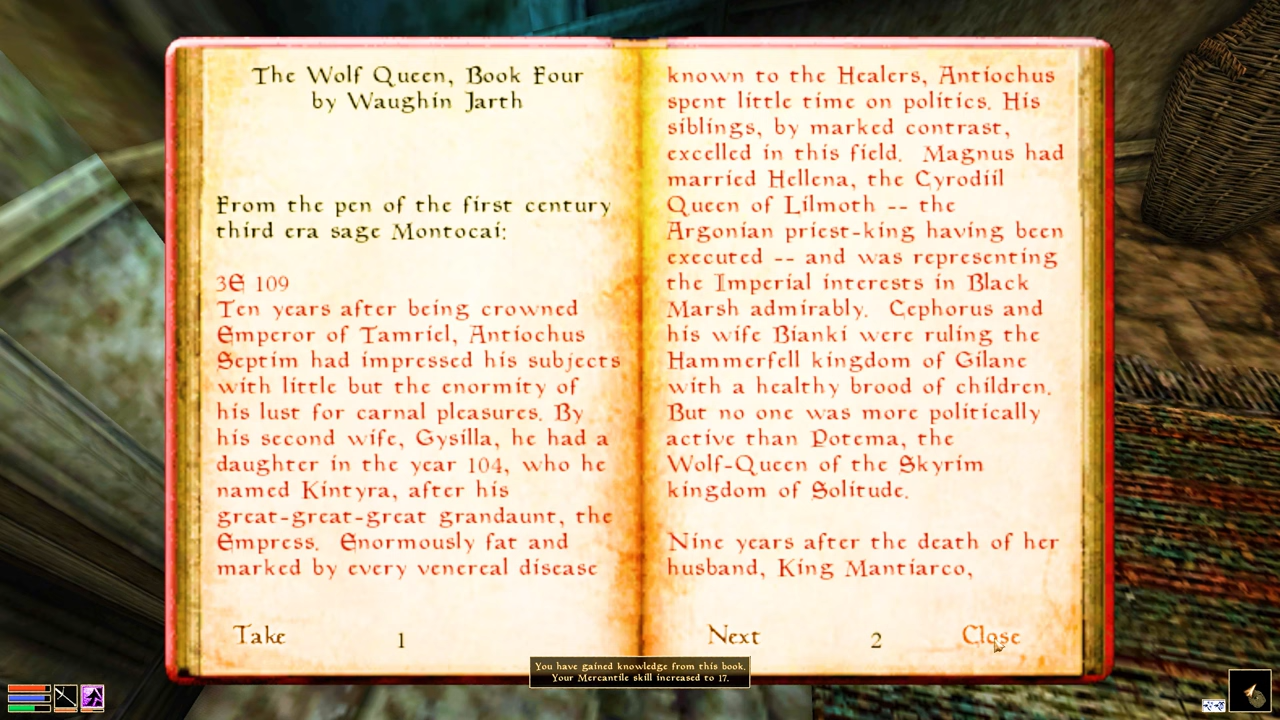 The Wolf Queen, Book Four
by Waughin Jarth
From the pen of the first century
third era sage Montocai:
3E 109
Ten years after being crowned
Emperor of Tamriel, Antiochus
Septim had impressed his subjects
with little but the enormity of
his lust for carnal pleasures. By
his second wife, Gysilla, he had a
daughter in the year 104, who he
named Kintyra, after his
great-great-great grandaunt, the
Empress. Enormously fat and
marked by every venereal disease
known to the Healers, Antiochus
spent little time on politics. His
siblings, by marked contrast,
excelled in this field. Magnus had
married Hellena, the Cyrodiil
Queen of Lilmoth -- the
Argonian priest-king having been
executed -- and was representing
the Imperial interests in Black
Marsh admirably. Cephorus and
his wife Bianki were ruling the
Hammerfell kingdom of Gilane
with a healthy brood of children.
But no one was more politically
active than Potema, the
Wolf-Queen of the Skyrim
kingdom of Solitude.
Nine years after the death of her
husband, King Mantiarco,
Take
1
Next
2
Close
You have gained knowledge from this book.
Your Mercantile skill increased to 17.